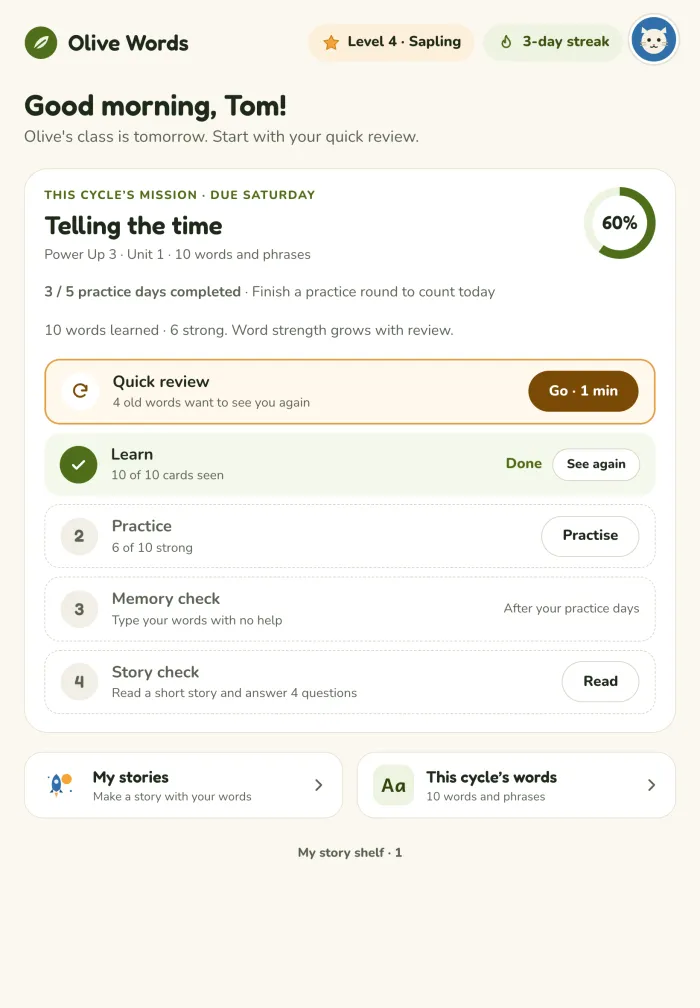 Olive Words
Level 4 · Sapling
3-day streak
Good morning, Tom!
Olive's class is tomorrow. Start with your quick review.
THIS CYCLE'S MISSION · DUE SATURDAY
Telling the time
60%
Power Up 3 · Unit 1 · 10 words and phrases
3 / 5 practice days completed · Finish a practice round to count today
10 words learned · 6 strong. Word strength grows with review.
Quick review
4 old words want to see you again
Go · 1 min
Learn
10 of 10 cards seen
Done
See again
2
Practice
6 of 10 strong
Practise
3
Memory check
Type your words with no help
After your practice days
4
Story check
Read a short story and answer 4 questions
Read
My stories
Make a story with your words
Aa
This cycle's words
10 words and phrases
My story shelf · 1